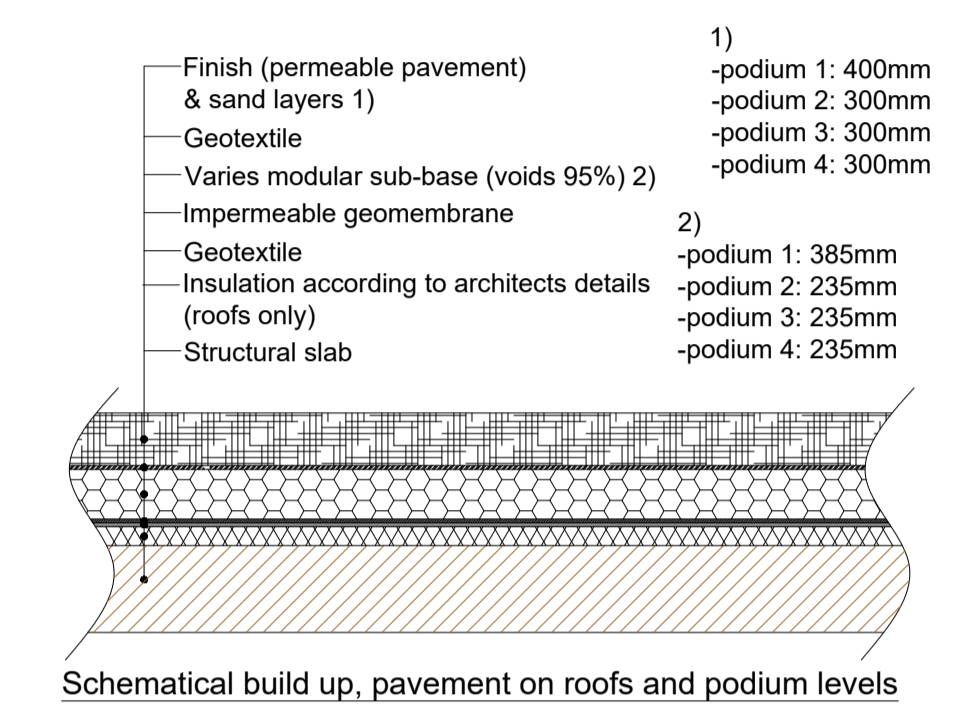 Finish (permeable pavement)
& sand layers 1)
Geotextile
Varies modular sub-base (voids 95%) 2)
Impermeable geomembrane
Geotextile
Insulation according to architects details
(roofs only)
Structural slab
1)
-podium 1: 400mm
-podium 2: 300mm
-podium 3: 300mm
-podium 4: 300mm
2)
-podium 1: 385mm
-podium 2: 235mm
-podium 3: 235mm
-podium 4: 235mm
Schematical build up, pavement on roofs and podium levels